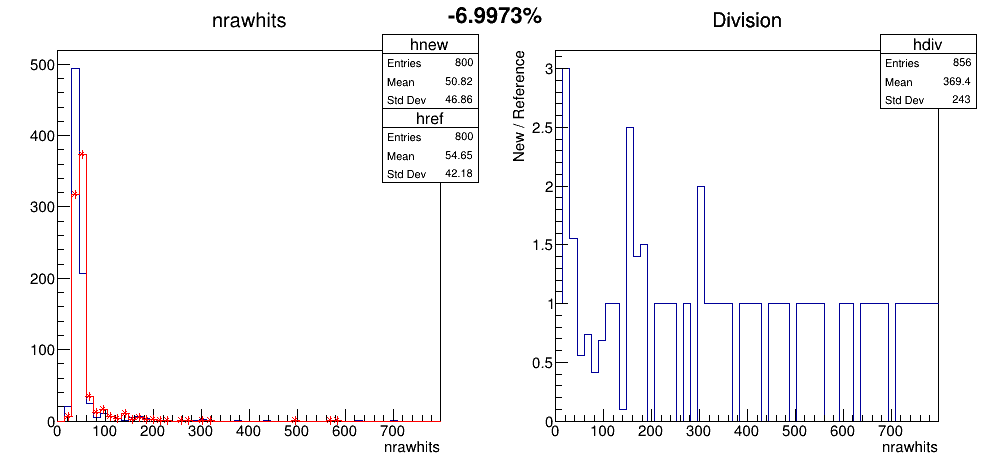 -6.9973%
nrawhits
hnew
Entries 800
Mean 50.82
Std Dev 46.86
href
Entries 800
Mean 54.65
Std Dev 42.18
500
400
300
200
100
0
0 100 200 300 400 500 600 700
nrawhits
Division
hdiv
Entries 856
Mean 369.4
Std Dev 243
New / Reference
3
2.5
2
1.5
1
0.5
0
0 100 200 300 400 500 600 700
nrawhits